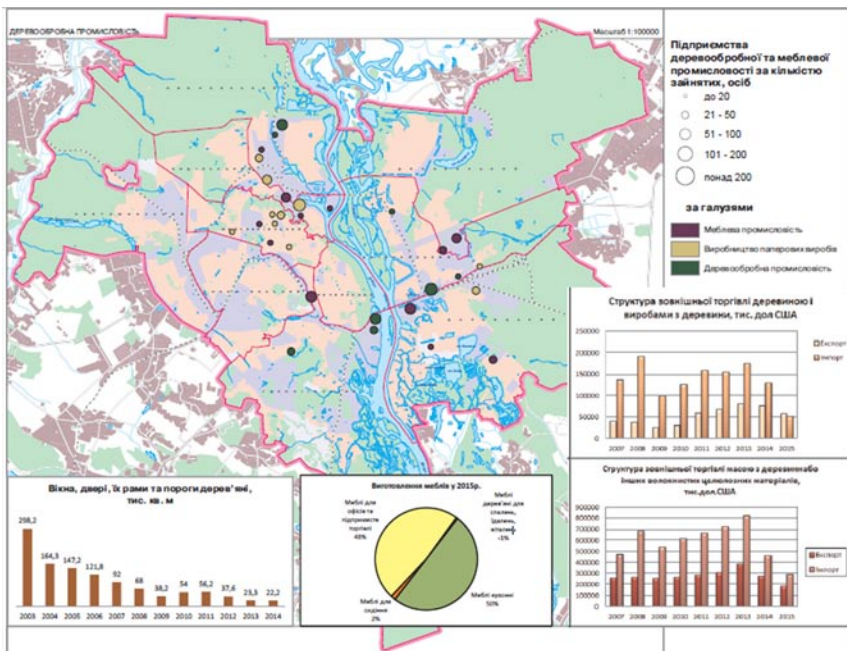 ДЕРЕВООБРОБНА ПРОМИСЛОВІСТЬ
Масштаб 1:100000
Підприємства
деревообробної та меблевої
промисловості за кількістю
зайнятих, осіб
до 20
21 - 50
51 - 100
101 - 200
понад 200
за галузями
Меблева промисловість
Виробництво паперових виробів
Деревообробна промисловість
Структура зовнішньої торгівлі деревиною і
виробами з деревини, тис. дол США
250000
200000
150000
100000
50000
0
2007 2008 2009 2010 2011 2012 2013 2014 2015
Експорт
Імпорт
Вікна, двері, їх рами та пороги дерев'яні,
тис. кв. м
298,2
164,3
147,2
121,8
92
68
38,2
54
56,2
37,6
23,3
22,2
2003 2004 2005 2006 2007 2008 2009 2010 2011 2012 2013 2014
Виготовлення меблів у 2015р.
Меблі для
офісів та
підприємств
торгівлі
48%
Меблі
дерев'яні для
спалень,
їдалень,
Меблі для
сидіння
2%
Меблі кухонні
50%
Структура зовнішньої торгівлі масою з деревини або
інших волокнистих целюлозних матеріалів,
тис.дол.США
900000
800000
700000
600000
500000
400000
300000
200000
100000
0
2007 2008 2009 2010 2011 2012 2013 2014 2015
Експорт
Імпорт